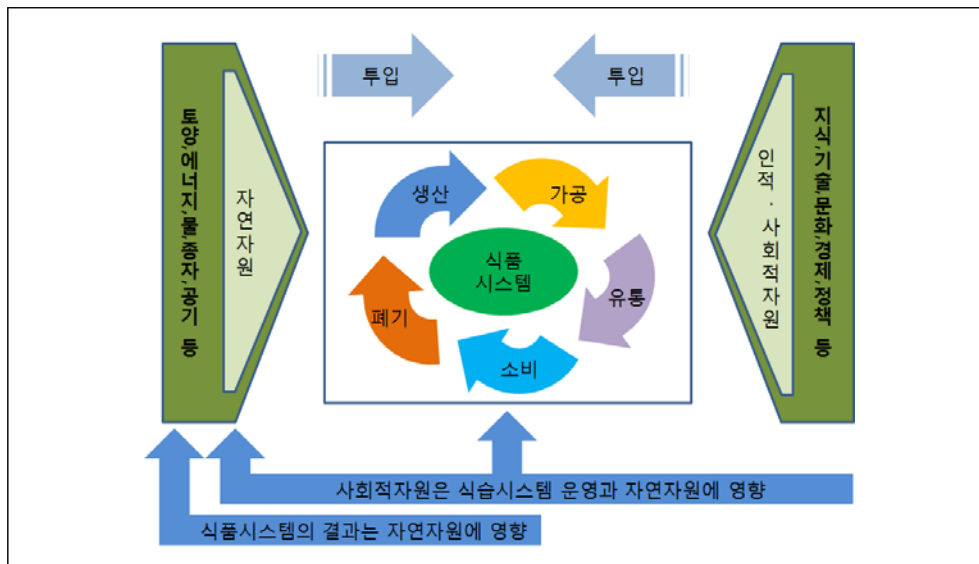 투입
투입
토양,에너지,물,종자,공기 등
자연자원
생산
가공
식품
시스템
폐기
유통
소비
인적 · 사회적자원
지식,기술,문화,경제,정책 등
사회적자원은 식습시스템 운영과 자연자원에 영향
식품시스템의 결과는 자연자원에 영향